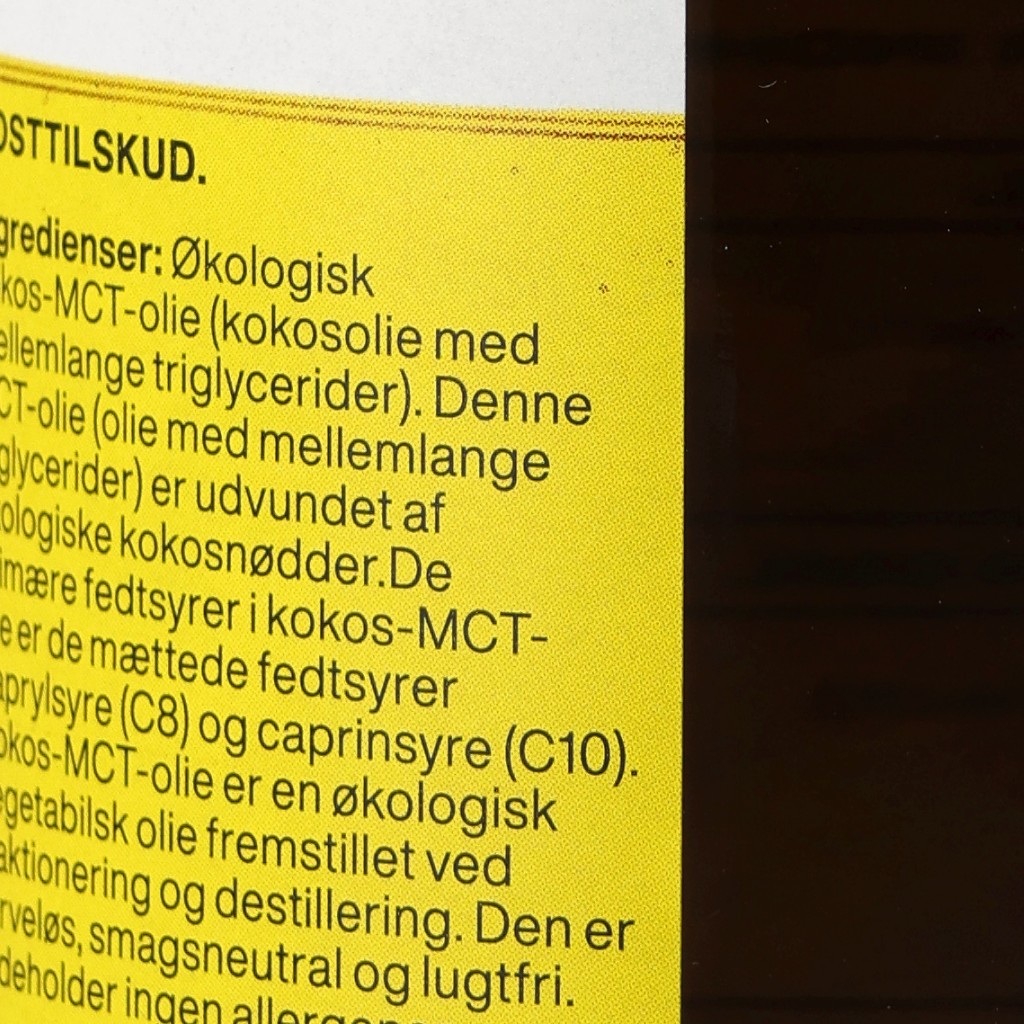 OSTTILSKUD.
gredienser: Økologisk
kos-MCT-olie (kokosolie med
ellemlange triglycerider). Denne
CT-olie (olie med mellemlange
glycerider) er udvundet af
ologiske kokosnødder.De
imære fedtsyrer i kokos-MCT-
e er de mættede fedtsyrer
aprylsyre (C8) og caprinsyre (C10).
okos-MCT-olie er en økologisk
egetabilsk olie fremstillet ved
aktionering og destillering. Den er
rveløs, smagsneutral og lugtfri.
deholder ingen allergen